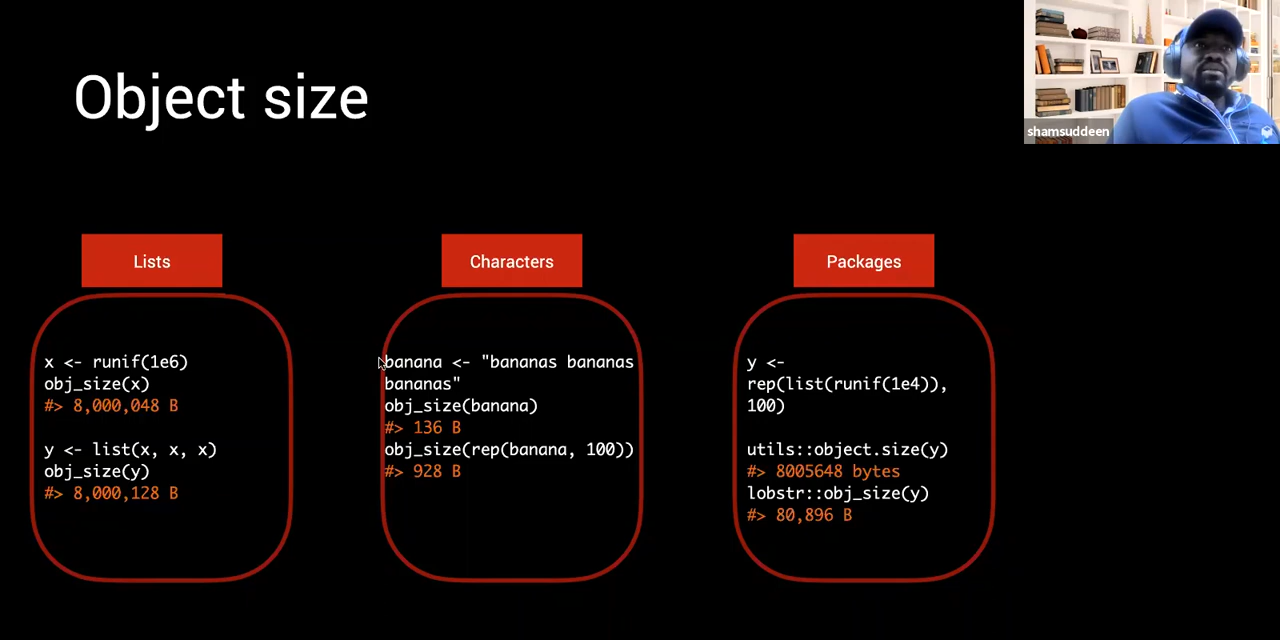 Object size
shamsuddeen
Lists
x <- runif(1e6)
obj_size(x)
#> 8,000,048 B
y <- list(x, x, x)
obj_size(y)
#> 8,000,128 B
Characters
banana <- "bananas bananas
bananas"
obj_size(banana)
#> 136 B
obj_size(rep(banana, 100))
#> 928 B
Packages
y <-
rep(list(runif(1e4)),
100)
utils::object.size(y)
#> 8005648 bytes
lobstr::obj_size(y)
#> 80,896 B